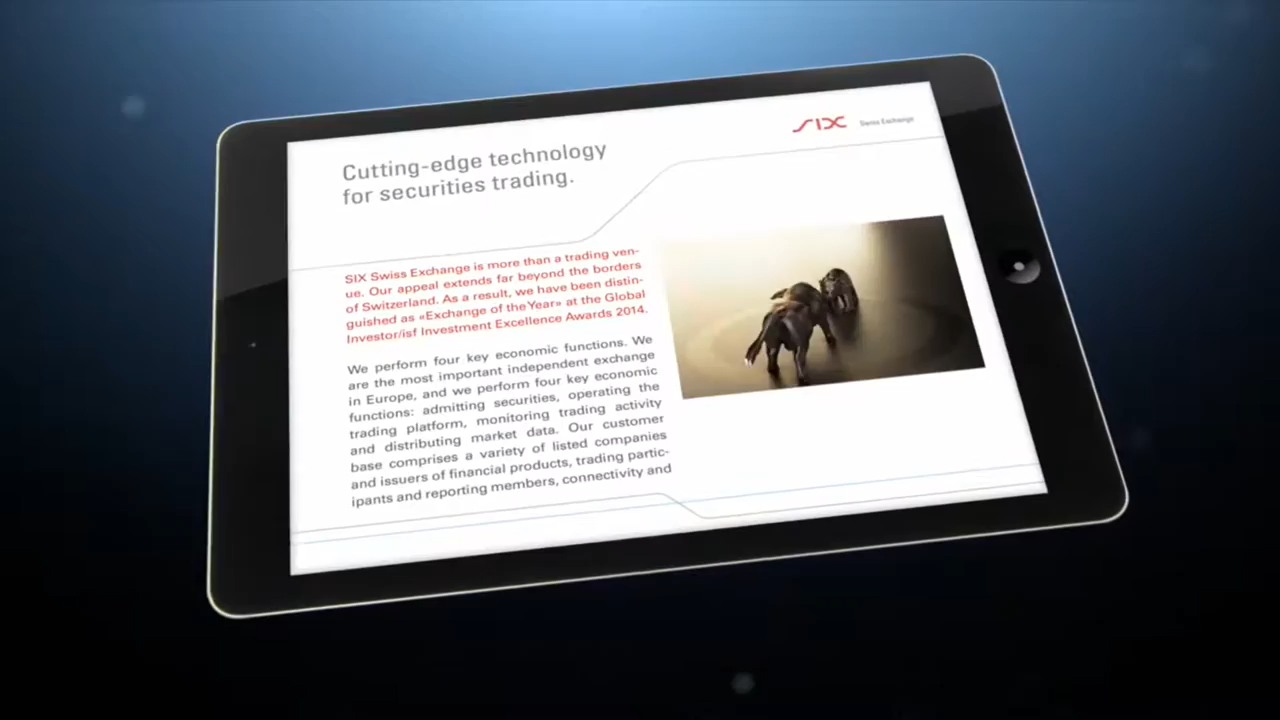 SIX Swiss Exchange
Cutting-edge technology
for securities trading.
SIX Swiss Exchange is more than a trading ven-
ue. Our appeal extends far beyond the borders
of Switzerland. As a result, we have been distin-
guished as «Exchange of the Year» at the Global
Investor/isf Investment Excellence Awards 2014.
We perform four key economic functions. We
are the most important independent exchange
in Europe, and we perform four key economic
functions: admitting securities, operating the
trading platform, monitoring trading activity
and distributing market data. Our customer
base comprises a variety of listed companies
and issuers of financial products, trading partic-
ipants and reporting members, connectivity and